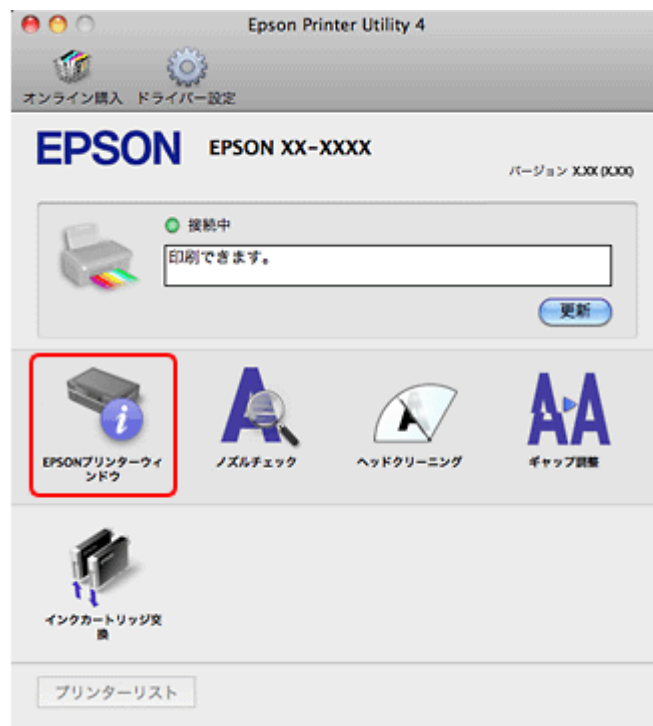 Epson Printer Utility 4
オンライン購入 ドライバー設定
EPSON EPSON XX-XXXX
バージョン X.XX (X.XX)
接続中
印刷できます。
更新
EPSONプリンターウィ
ンドウ
ノズルチェック
ヘッドクリーニング
ギャップ調整
インクカートリッジ交
換
プリンターリスト